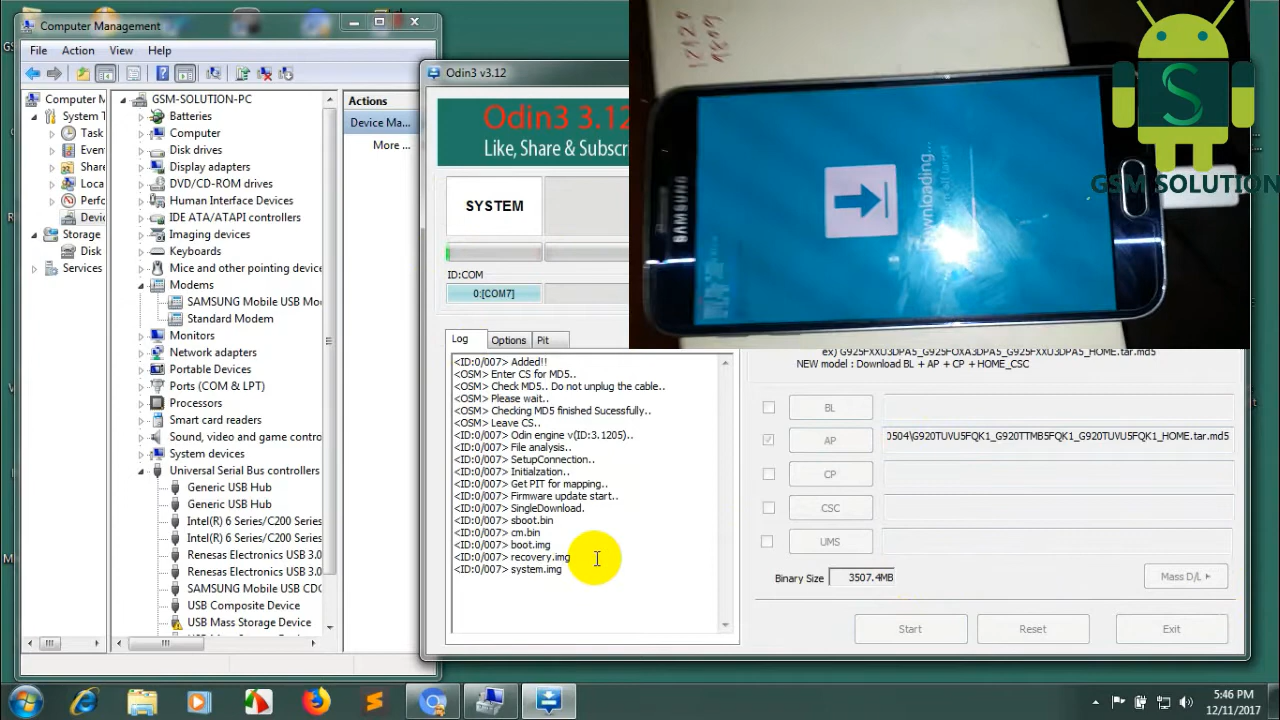 Computer Management
File Action View Help
Computer M
System T
Task
Even
Share
Loca
Perfo
Devic
Storage
Disk
Services
GSM-SOLUTION-PC
Batteries
Computer
Disk drives
Display adapters
DVD/CD-ROM drives
Human Interface Devices
IDE ATA/ATAPI controllers
Imaging devices
Keyboards
Mice and other pointing device
Modems
SAMSUNG Mobile USB Mo
Standard Modem
Monitors
Network adapters
Portable Devices
Ports (COM & LPT)
Processors
Smart card readers
Sound, video and game contro
System devices
Universal Serial Bus controllers
Generic USB Hub
Generic USB Hub
Intel(R) 6 Series/C200 Series
Intel(R) 6 Series/C200 Series
Renesas Electronics USB 3.0
Renesas Electronics USB 3.0
SAMSUNG Mobile USB CDC
USB Composite Device
USB Mass Storage Device
Actions
Device Ma...
More ...
Odin3 v3.12
Odin3 3.12
Like, Share & Subscr
SYSTEM
ID:COM
0:[COM7]
Log Options Pit
<ID:0/007> Added!!
<OSM> Enter CS for MD5..
<OSM> Check MD5.. Do not unplug the cable..
<OSM> Please wait..
<OSM> Checking MD5 finished Sucessfully..
<OSM> Leave CS..
<ID:0/007> Odin engine v(ID:3.1205)..
<ID:0/007> File analysis..
<ID:0/007> SetupConnection..
<ID:0/007> Initialzation..
<ID:0/007> Get PIT for mapping..
<ID:0/007> Firmware update start..
<ID:0/007> SingleDownload.
<ID:0/007> sboot.bin
<ID:0/007> cm.bin
<ID:0/007> boot.img
<ID:0/007> recovery.img
<ID:0/007> system.img
SAMSUNG
Downloading...
S
GSM SOLUTION
ex) G925FXXU3DPA5_G925FOXA3DPA5_G925FXXU3DPA5_HOME.tar.md5
NEW model : Download BL + AP + CP + HOME_CSC
BL
AP 0504\G920TUVU5FQK1_G920TTMB5FQK1_G920TUVU5FQK1_HOME.tar.md5
CP
CSC
UMS
Binary Size 3507.4MB
Mass D/L
Start Reset Exit
5:46 PM
12/11/2017